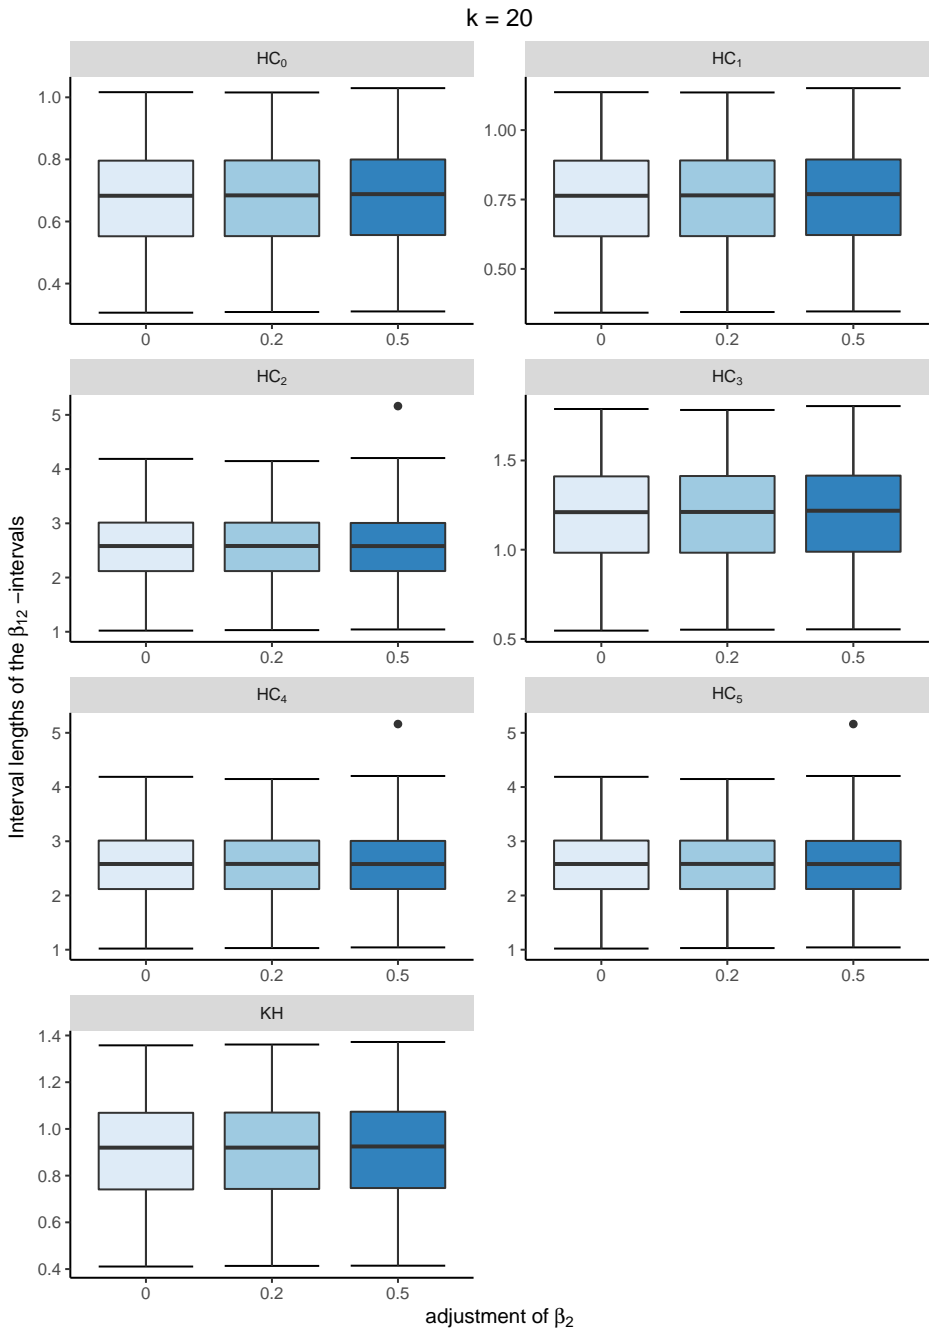 k = 20
HC₀
HC₁
1.0
0.8
0.6
0.4
1.00
0.75
0.50
0 0.2 0.5
0 0.2 0.5
HC₂
HC₃
5
4
3
2
1
1.5
1.0
0.5
0 0.2 0.5
0 0.2 0.5
HC₄
HC₅
5
4
3
2
1
5
4
3
2
1
0 0.2 0.5
0 0.2 0.5
KH
1.4
1.2
1.0
0.8
0.6
0.4
0 0.2 0.5
Interval lengths of the β₁₂ −intervals
adjustment of β₂